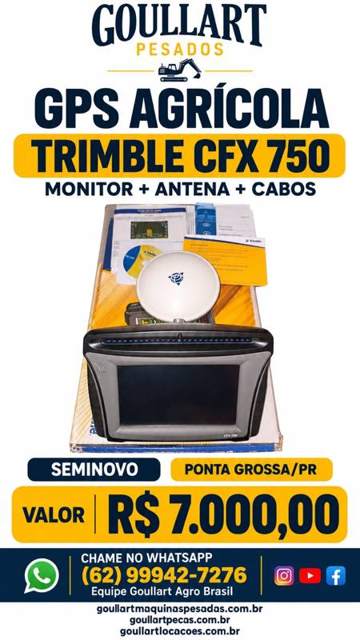 GOULLART
PESADOS
GPS AGRÍCOLA
TRIMBLE CFX 750
MONITOR + ANTENA + CABOS
SEMINOVO
PONTA GROSSA/PR
VALOR
R$ 7.000,00
CHAME NO WHATSAPP
(62) 99942-7276
Equipe Goullart Agro Brasil
goullartmaquinaspesadas.com.br
goullartpecas.com.br
goullartlocacoes.com.br